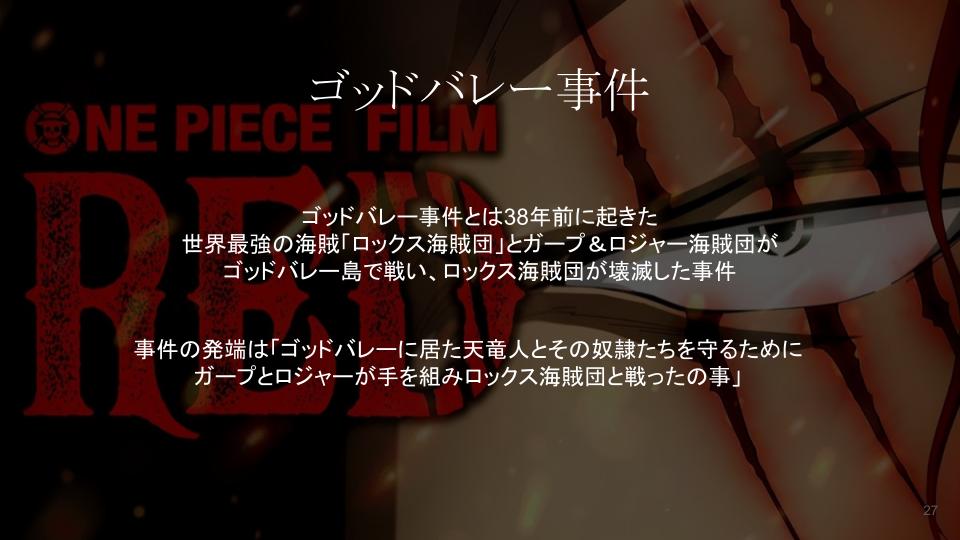 ゴッドバレー事件
ONE PIECE FILM
RED
ゴッドバレー事件とは38年前に起きた
世界最強の海賊「ロックス海賊団」とガープ＆ロジャー海賊団が
ゴッドバレー島で戦い、ロックス海賊団が壊滅した事件
事件の発端は「ゴッドバレーに居た天竜人とその奴隷たちを守るために
ガープとロジャーが手を組みロックス海賊団と戦ったの事」
27